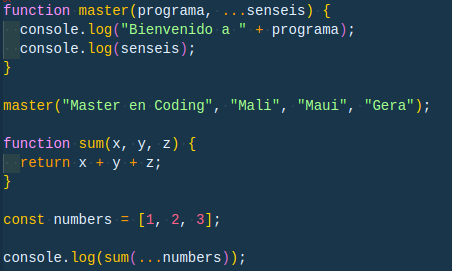 function master(programa, ...senseis) {
  console.log("Bienvenido a " + programa);
  console.log(senseis);
}

master("Master en Coding", "Mali", "Maui", "Gera");

function sum(x, y, z) {
  return x + y + z;
}

const numbers = [1, 2, 3];

console.log(sum(...numbers));